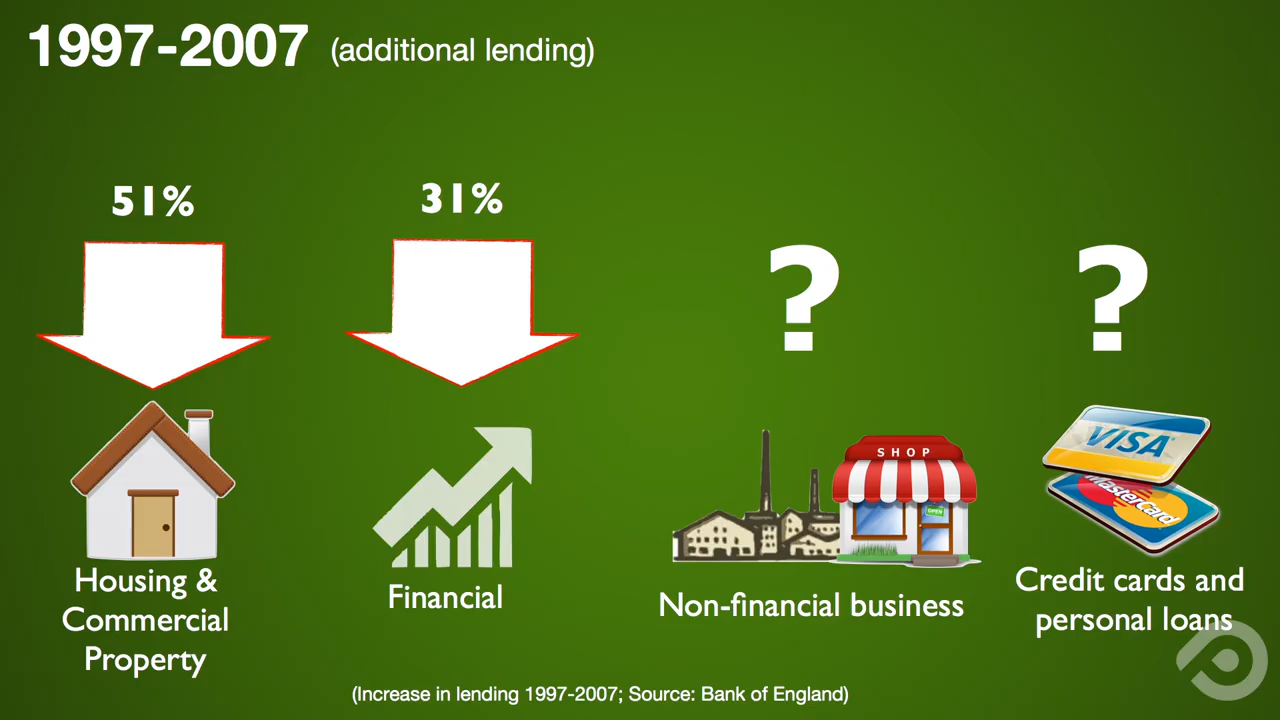 1997-2007 (additional lending)
51%
31%
?
?
SHOP
OPEN
VISA
MasterCard
Housing &
Commercial
Property
Financial
Non-financial business
Credit cards and
personal loans
(Increase in lending 1997-2007; Source: Bank of England)